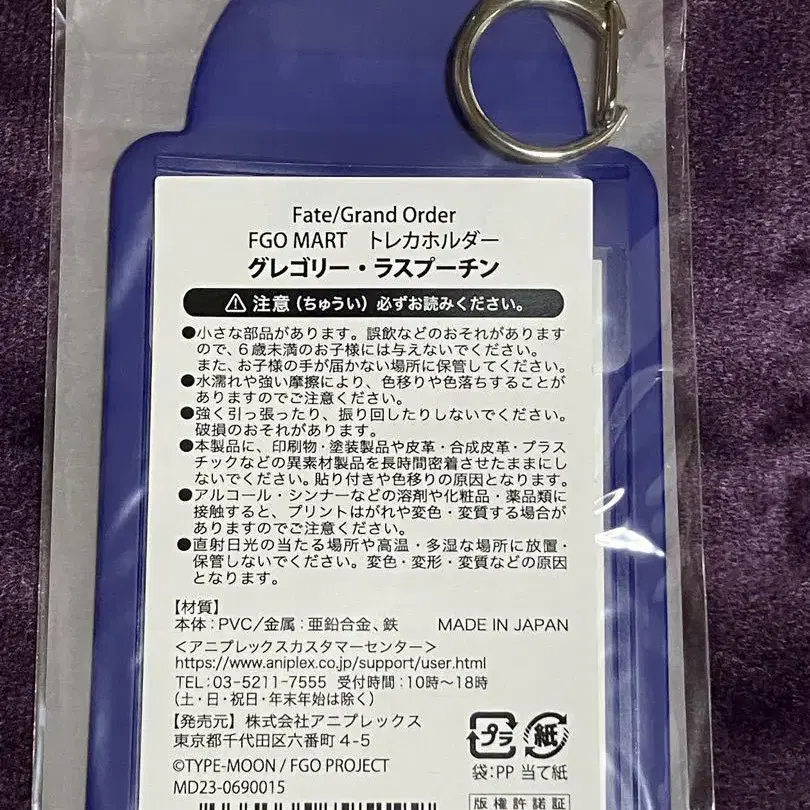 Fate/Grand Order
FGO MART　トレカホルダー
グレゴリー・ラスプーチン
⚠ 注意（ちゅうい）必ずお読みください。
●小さな部品があります。誤飲などのおそれがあります
ので、6歳未満のお子様には与えないでください。
また、お子様の手が届かない場所に保管してください。
●水濡れや強い摩擦により、色移りや色落ちすることが
ありますのでご注意ください。
●強く引っ張ったり、振り回したりしないでください。
破損のおそれがあります。
●本製品に、印刷物・塗装製品や皮革・合成皮革・プラス
チックなどの異素材製品を長時間密着させたままにし
ないでください。貼り付きや色移りの原因となります。
●アルコール・シンナーなどの溶剤や化粧品・薬品類に
接触すると、プリントはがれや変色・変質する場合が
ありますのでご注意ください。
●直射日光の当たる場所や高温・多湿な場所に放置・
保管しないでください。変色・変形・変質などの原因
となります。
【材質】
本体：PVC/金属：亜鉛合金、鉄　MADE IN JAPAN
＜アニプレックスカスタマーセンター＞
https://www.aniplex.co.jp/support/user.html
TEL：03-5211-7555　受付時間：10時～18時
（土・日・祝日・年末年始は除く）
【発売元】株式会社アニプレックス
東京都千代田区六番町 4-5
プラ 紙
袋：PP 当て紙
©TYPE-MOON / FGO PROJECT
MD23-0690015
版権許諾証